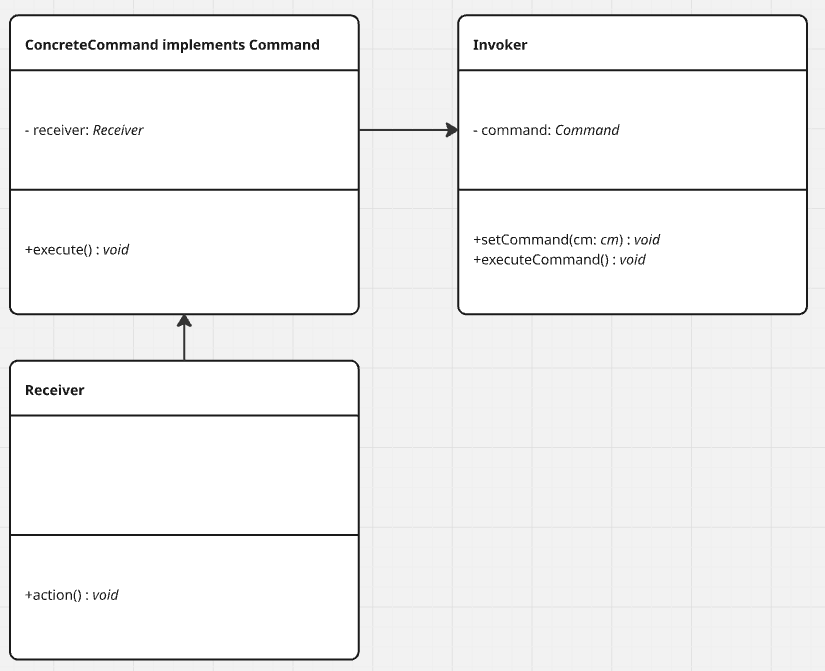 ConcreteCommand implements Command
- receiver: Receiver
+execute() : void
Invoker
- command: Command
+setCommand(cm: cm) : void
+executeCommand() : void
Receiver
+action() : void